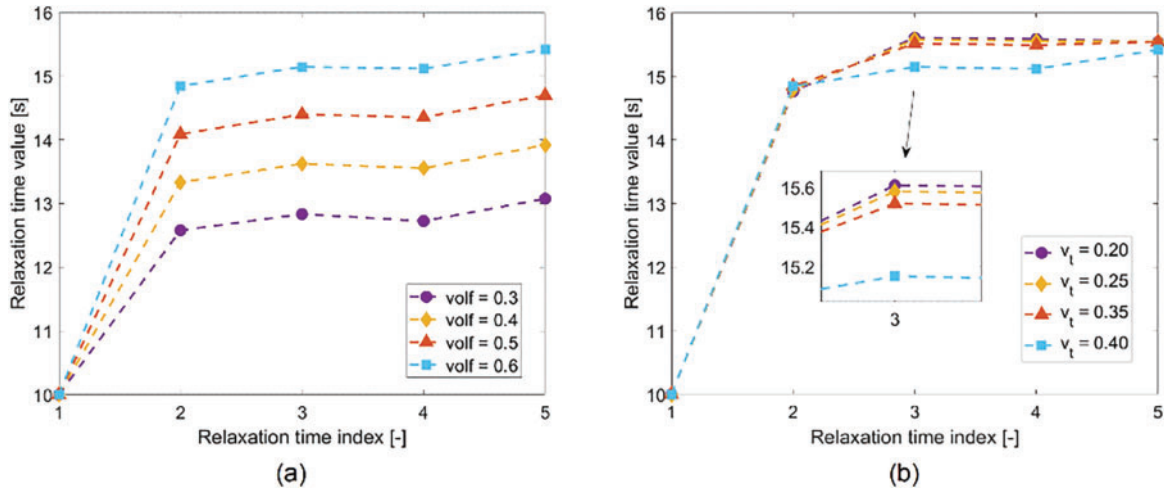 16
15
14
13
12
11
10
1 2 3 4 5
Relaxation time value [s]
Relaxation time index [-]
volf = 0.3
volf = 0.4
volf = 0.5
volf = 0.6
(a)
16
15
14
13
12
11
10
1 2 3 4 5
Relaxation time value [s]
Relaxation time index [-]
15.6
15.4
15.2
3
v_t = 0.20
v_t = 0.25
v_t = 0.35
v_t = 0.40
(b)